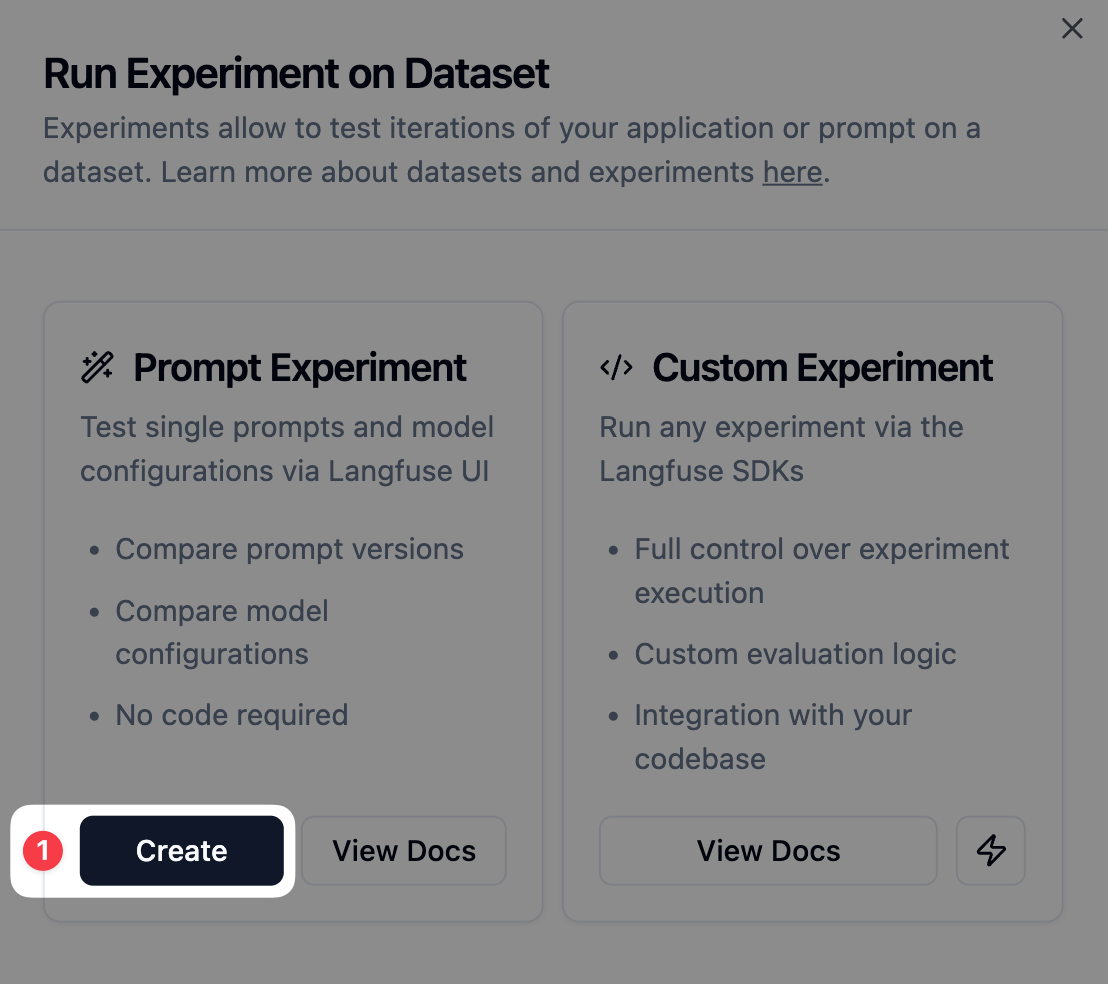 Run Experiment on Dataset
Experiments allow to test iterations of your application or prompt on a
dataset. Learn more about datasets and experiments here.
Prompt Experiment
Test single prompts and model
configurations via Langfuse UI
• Compare prompt versions
• Compare model
configurations
• No code required
1
Create
View Docs
</> Custom Experiment
Run any experiment via the
Langfuse SDKs
• Full control over experiment
execution
• Custom evaluation logic
• Integration with your
codebase
View Docs